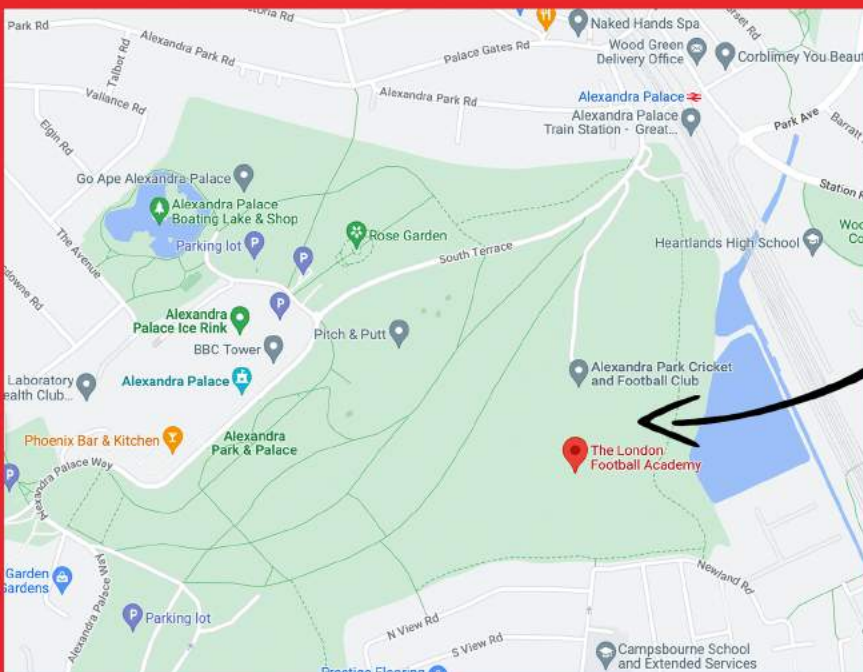 Park Rd
Alexandra Park Rd
Talbot Rd
Vallance Rd
Elgin Rd
Palace Gates Rd
Alexandra Park Rd
Naked Hands Spa
Wood Green
Delivery Office
Corblimey You Beaut
Alexandra Palace
Alexandra Palace
Train Station - Great...
Park Ave
Station R
Go Ape Alexandra Palace
Alexandra Palace
Boating Lake & Shop
Parking lot
P
P
P
Rose Garden
South Terrace
Heartlands High School
The Avenue
Alexandra
Palace Ice Rink
BBC Tower
Pitch & Putt
Laboratory
ealth Club...
Alexandra Palace
Alexandra Park Cricket
and Football Club
Phoenix Bar & Kitchen
Alexandra
Park & Palace
The London
Football Academy
Alexandra Palace Way
P
Garden
Gardens
Alexandra Palace Way
P
Parking lot
Newland Rd
N View Rd
S View Rd
Campsbourne School
and Extended Services